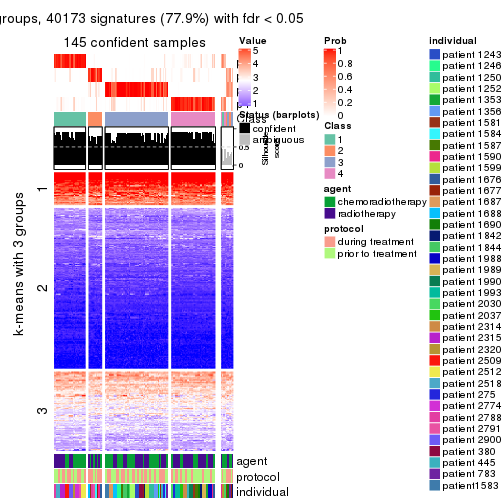 groups, 40173 signatures (77.9%) with fdr < 0.05
145 confident samples
k-means with 3 groups
1
2
3
Class
agent
protocol
individual
Value
5
4
3
2
1
Status (barplots)
confident
ambiguous
1
0.5
0
Silhouette
score
Prob
1
0.8
0.6
0.4
0.2
0
Class
1
2
3
4
agent
chemoradiotherapy
radiotherapy
protocol
during treatment
prior to treatment
individual
patient 1243
patient 1246
patient 1250
patient 1252
patient 1353
patient 1356
patient 1581
patient 1584
patient 1587
patient 1590
patient 1599
patient 1676
patient 1677
patient 1687
patient 1688
patient 1690
patient 1842
patient 1844
patient 1988
patient 1989
patient 1990
patient 1993
patient 2030
patient 2037
patient 2314
patient 2315
patient 2320
patient 2509
patient 2512
patient 2518
patient 275
patient 2774
patient 2788
patient 2791
patient 2900
patient 380
patient 445
patient 783
patient1583